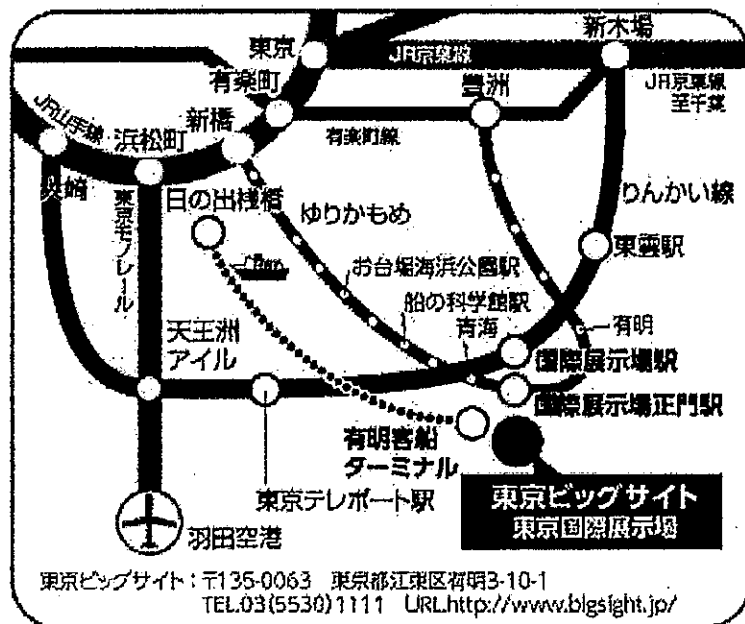 新木場
東京
JR京葉線
有楽町
豊洲
JR京葉線
至千葉
JR山手線
新橋
浜松町
有楽町線
大崎
日の出桟橋
ゆりかもめ
りんかい線
東京モノレール
東雲駅
お台場海浜公園駅
船の科学館駅
青海
有明
天王洲
アイル
国際展示場駅
国際展示場正門駅
有明客船
ターミナル
東京テレポート駅
東京ビッグサイト
東京国際展示場
羽田空港
東京ビッグサイト：〒135-0063 東京都江東区有明3-10-1
TEL.03(5530)1111 URL.http://www.bigsight.jp/